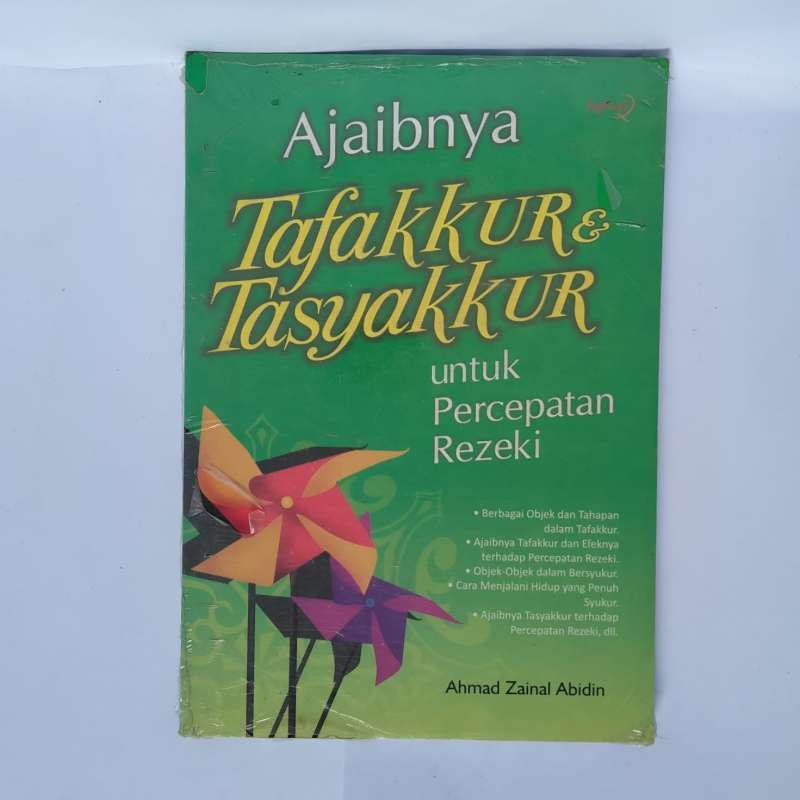 Ajaibnya
Tafakkur &
Tasyakkur
untuk
Percepatan
Rezeki
• Berbagai Objek dan Tahapan
dalam Tafakkur.
• Ajaibnya Tafakkur dan Efeknya
terhadap Percepatan Rezeki.
• Objek-Objek dalam Bersyukur.
• Cara Menjalani Hidup yang Penuh
Syukur.
• Ajaibnya Tasyakkur terhadap
Percepatan Rezeki, dll.
Ahmad Zainal Abidin